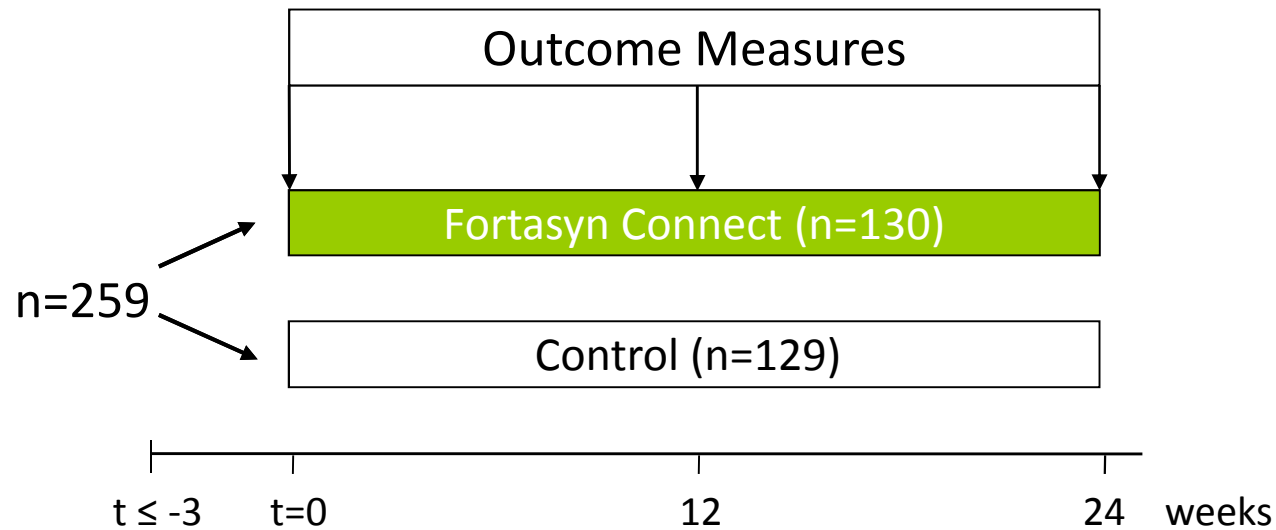 Outcome Measures
Fortasyn Connect (n=130)
n=259
Control (n=129)
t ≤ -3 t=0 12 24 weeks